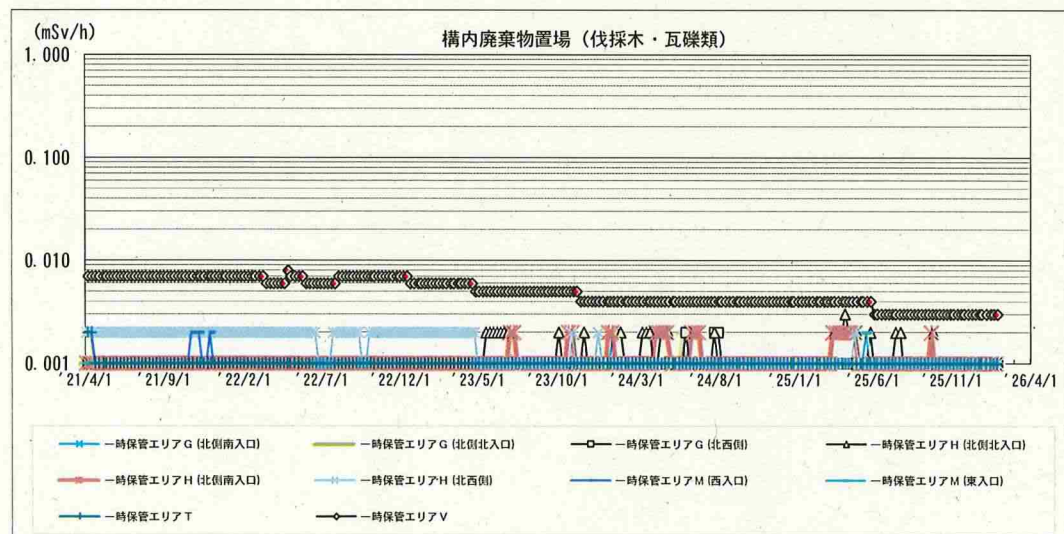 (mSv/h)
構内廃棄物置場（伐採木・瓦礫類）
1.000
0.100
0.010
0.001
'21/4/1 '21/9/1 '22/2/1 '22/7/1 '22/12/1 '23/5/1 '23/10/1 '24/3/1 '24/8/1 '25/1/1 '25/6/1 '25/11/1 '26/4/1
一時保管エリアG（北側南入口） 一時保管エリアG（北側北入口） 一時保管エリアG（北西側） 一時保管エリアH（北側北入口）
一時保管エリアH（北側南入口） 一時保管エリアH（北西側） 一時保管エリアM（西入口） 一時保管エリアM（東入口）
一時保管エリアT 一時保管エリアV